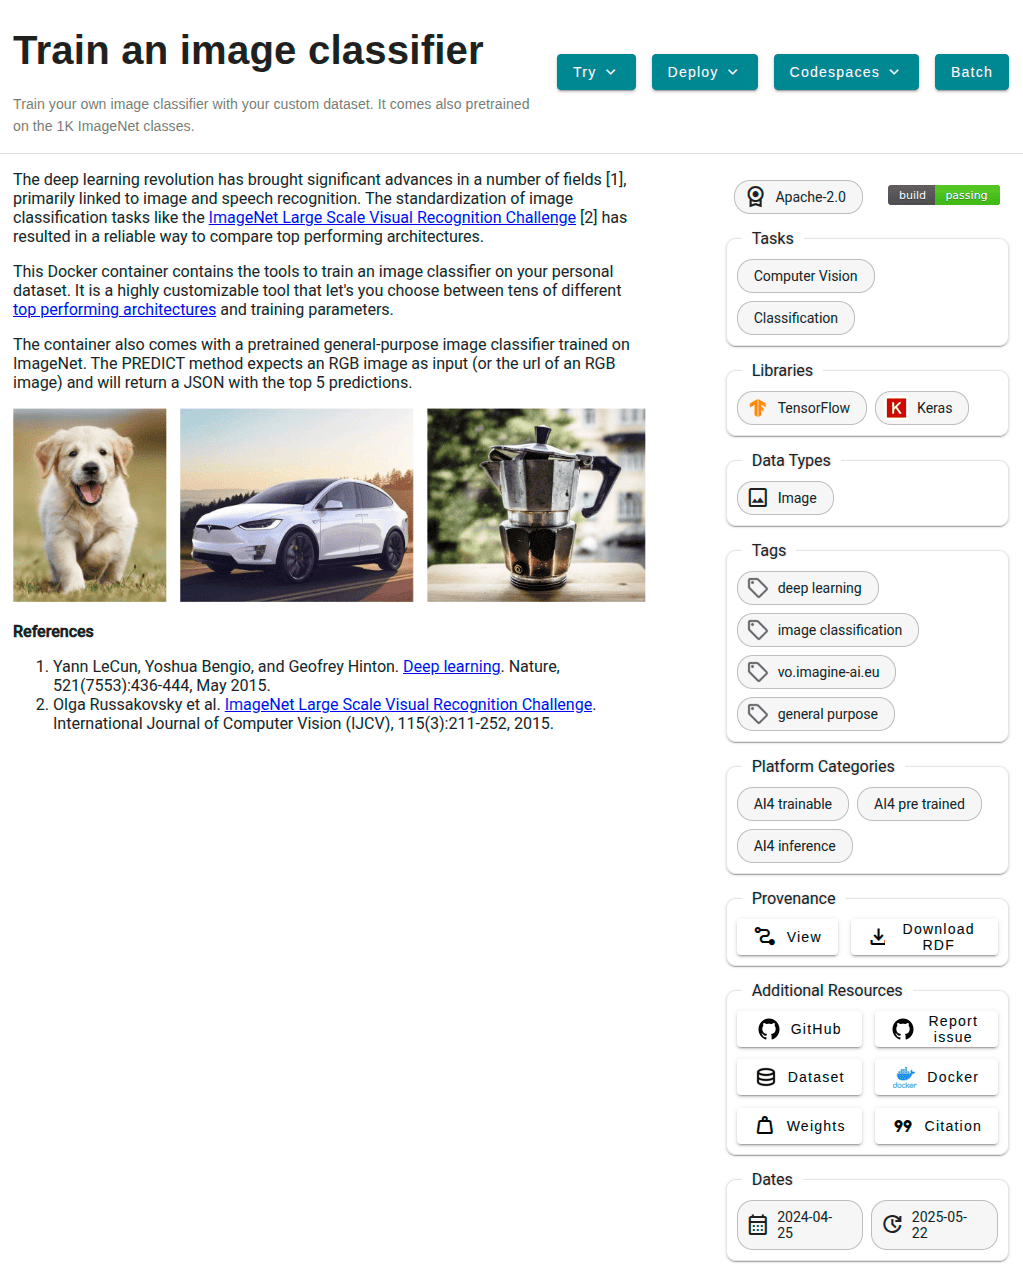 Train an image classifier
Try
Deploy
Codespaces
Batch
Train your own image classifier with your custom dataset. It comes also pretrained
on the 1K ImageNet classes.
The deep learning revolution has brought significant advances in a number of fields [1],
primarily linked to image and speech recognition. The standardization of image
classification tasks like the ImageNet Large Scale Visual Recognition Challenge [2] has
resulted in a reliable way to compare top performing architectures.
This Docker container contains the tools to train an image classifier on your personal
dataset. It is a highly customizable tool that let's you choose between tens of different
top performing architectures and training parameters.
The container also comes with a pretrained general-purpose image classifier trained on
ImageNet. The PREDICT method expects an RGB image as input (or the url of an RGB
image) and will return a JSON with the top 5 predictions.
References
1. Yann LeCun, Yoshua Bengio, and Geofrey Hinton. Deep learning. Nature,
521(7553):436-444, May 2015.
2. Olga Russakovsky et al. ImageNet Large Scale Visual Recognition Challenge.
International Journal of Computer Vision (IJCV), 115(3):211-252, 2015.
Apache-2.0
build passing
Tasks
Computer Vision
Classification
Libraries
TensorFlow
Keras
Data Types
Image
Tags
deep learning
image classification
vo.imagine-ai.eu
general purpose
Platform Categories
AI4 trainable
AI4 pre trained
AI4 inference
Provenance
View
Download
RDF
Additional Resources
GitHub
Report
issue
Dataset
docker
Docker
Weights
Citation
Dates
2024-04-
25
2025-05-
22